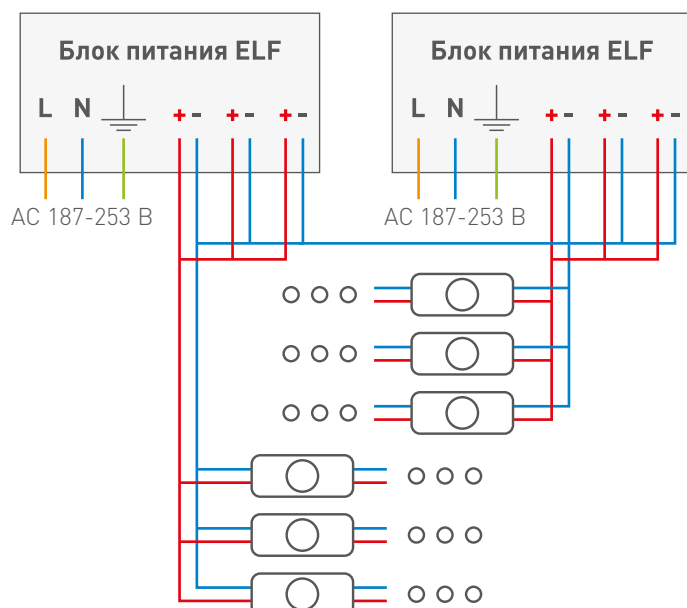 Блок питания ELF
L N + - + - + -
AC 187-253 В
Блок питания ELF
L N + - + - + -
AC 187-253 В